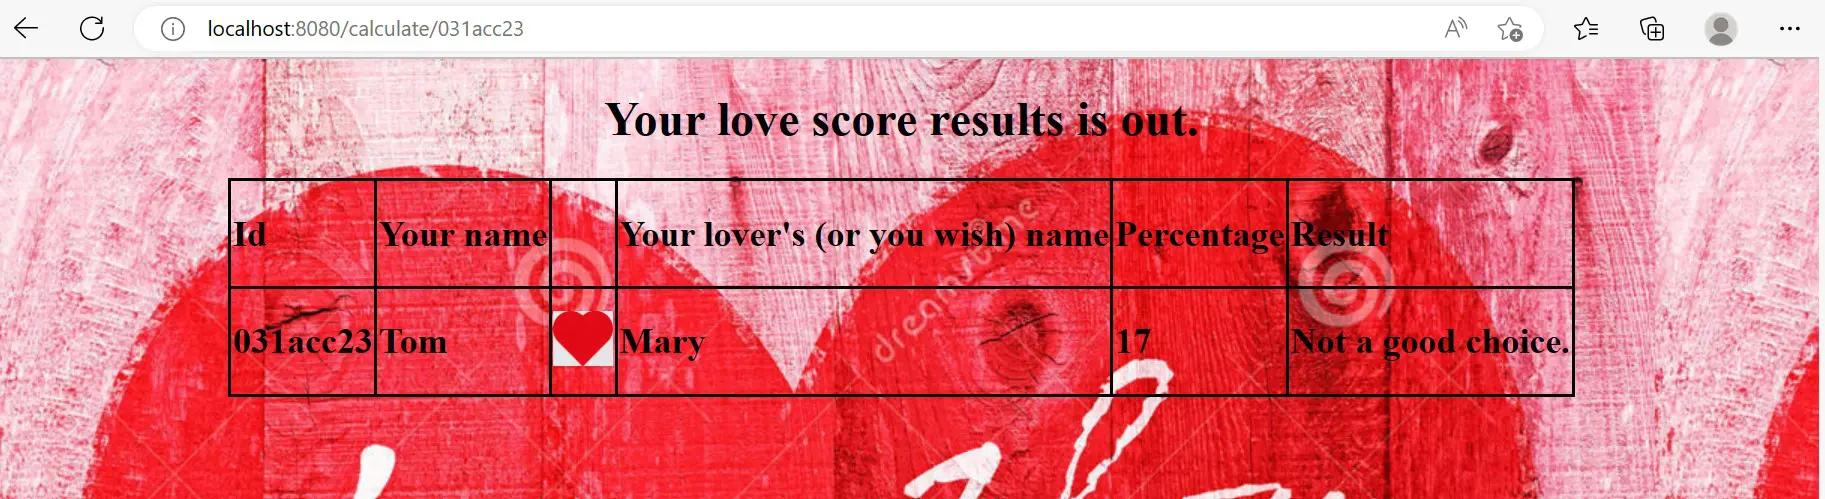 localhost:8080/calculate/031acc23
Your love score results is out.
Id Your name Your lover's (or you wish) name Percentage Result
031acc23 Tom Mary 17 Not a good choice.
dreamstime